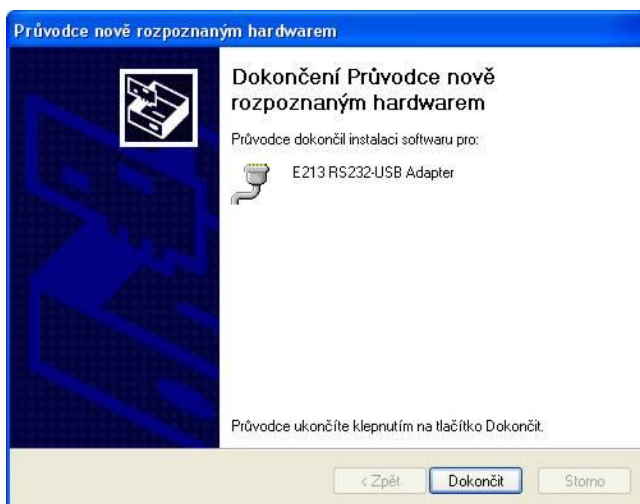 Průvodce nově rozpoznaným hardwarem
Dokončení Průvodce nově
rozpoznaným hardwarem
Průvodce dokončil instalaci softwaru pro:
E213 RS232-USB Adapter
Průvodce ukončíte klepnutím na tlačítko Dokončit.
< Zpět
Dokončit
Storno